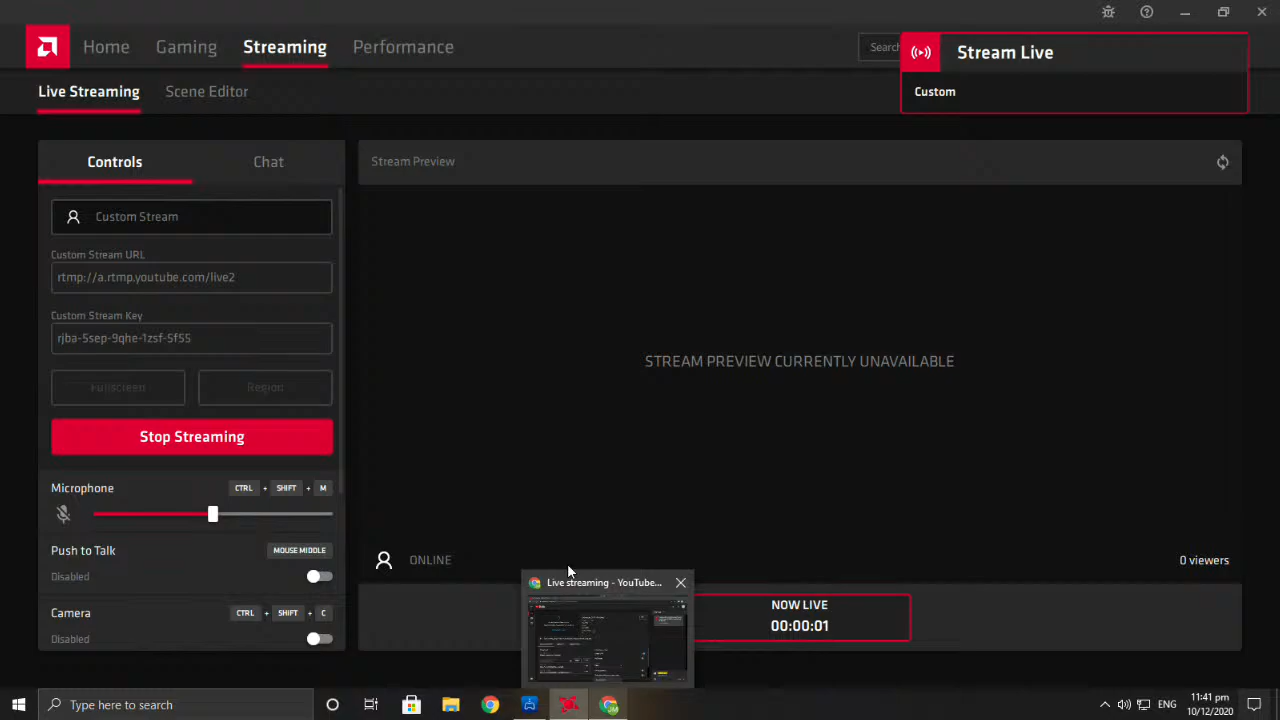 Home
Gaming
Streaming
Performance
Search
Stream Live
Custom
Live Streaming
Scene Editor
Controls
Chat
Custom Stream
Custom Stream URL
rtmp://a.rtmp.youtube.com/live2
Custom Stream Key
rjba-5sep-9qhe-1zsf-5f55
Fullscreen
Region
Stop Streaming
Microphone
CTRL + SHIFT + M
Push to Talk
MOUSE MIDDLE
Disabled
Camera
CTRL + SHIFT + C
Disabled
Stream Preview
STREAM PREVIEW CURRENTLY UNAVAILABLE
ONLINE
0 viewers
Live streaming - YouTube...
NOW LIVE
00:00:01
Type here to search
JM
ENG
11:41 pm
10/12/2020